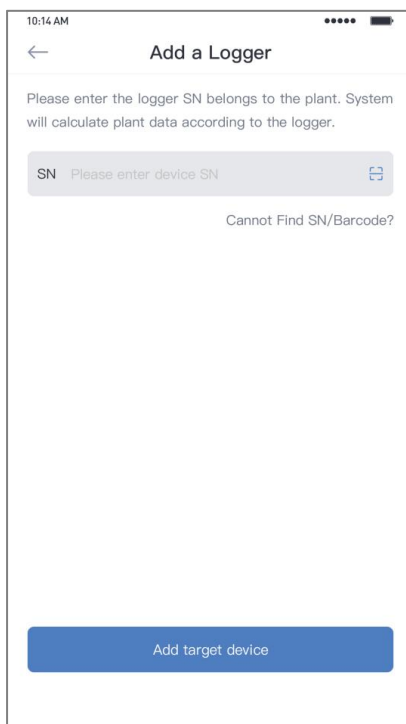 10:14 AM
Add a Logger
Please enter the logger SN belongs to the plant. System
will calculate plant data according to the logger.
SN Please enter device SN
Cannot Find SN/Barcode?
Add target device